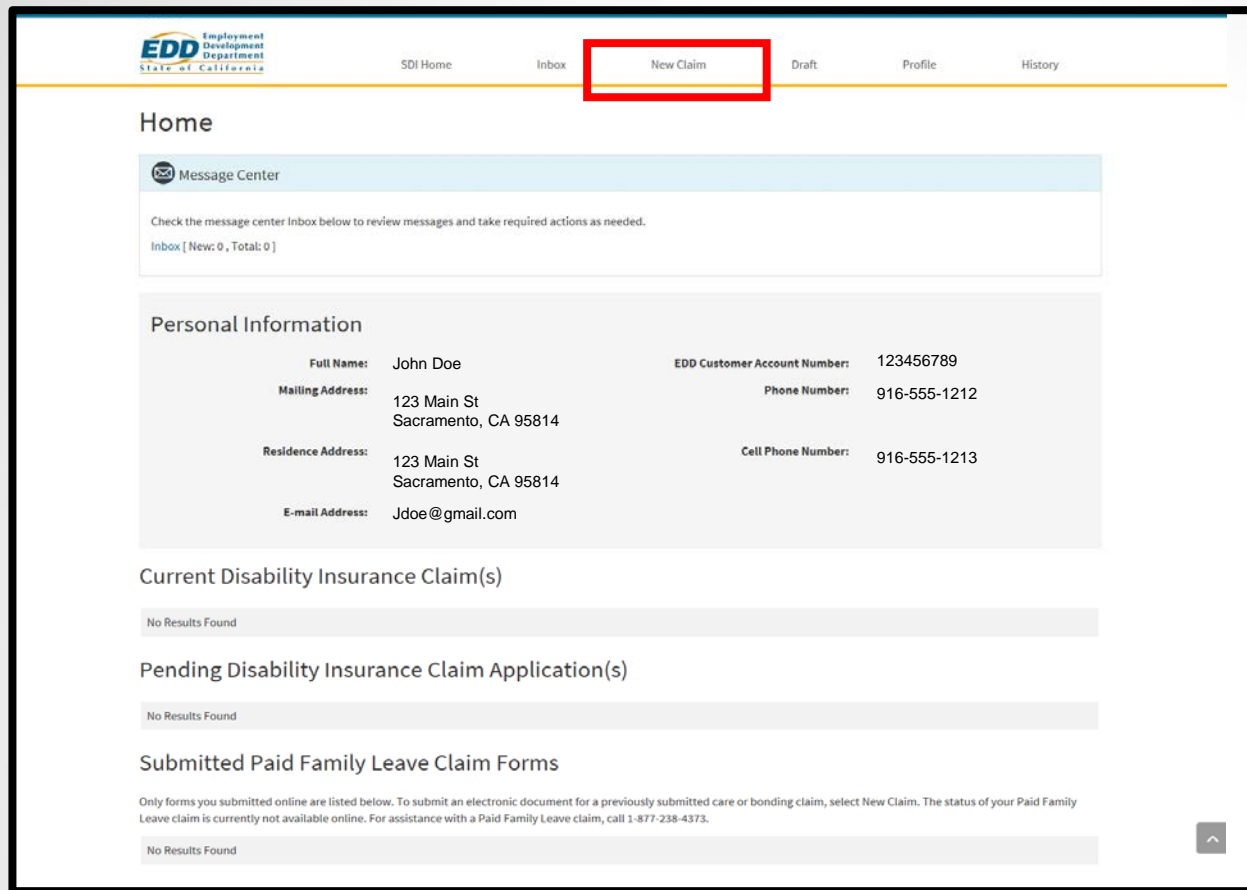 EDD Employment
Development
Department
State of California
SDI Home Inbox New Claim Draft Profile History
Home
Message Center
Check the message center Inbox below to review messages and take required actions as needed.
Inbox [ New: 0 , Total: 0 ]
Personal Information
Full Name: John Doe EDD Customer Account Number: 123456789
Mailing Address: 123 Main St Phone Number: 916-555-1212
Sacramento, CA 95814
Residence Address: 123 Main St Cell Phone Number: 916-555-1213
Sacramento, CA 95814
E-mail Address: Jdoe@gmail.com
Current Disability Insurance Claim(s)
No Results Found
Pending Disability Insurance Claim Application(s)
No Results Found
Submitted Paid Family Leave Claim Forms
Only forms you submitted online are listed below. To submit an electronic document for a previously submitted care or bonding claim, select New Claim. The status of your Paid Family
Leave claim is currently not available online. For assistance with a Paid Family Leave claim, call 1-877-238-4373.
No Results Found